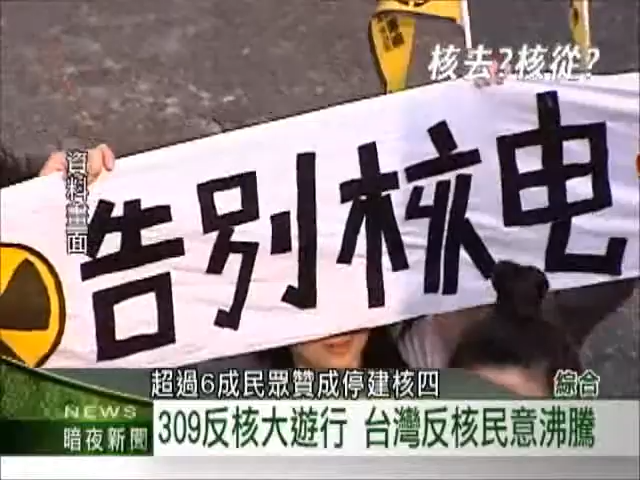 核去?核從?
資料畫面
告別核电
超過6成民眾贊成停建核四
綜合
NEWS
暗夜新聞
309反核大遊行 台灣反核民意沸騰